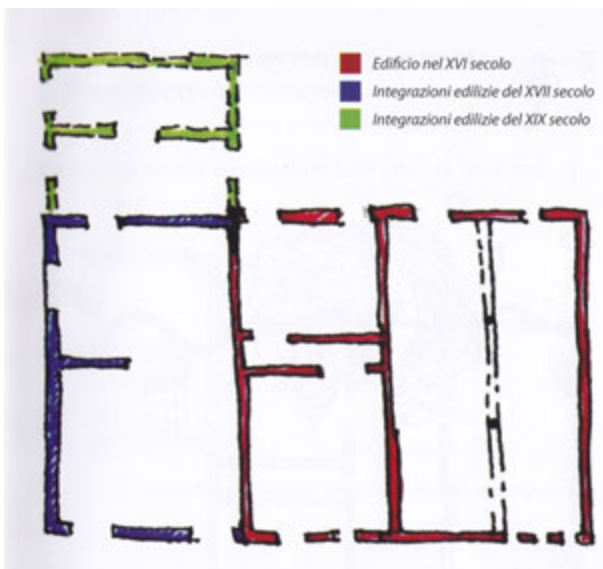 Edificio nel XVI secolo
Integrazioni edilizie del XVII secolo
Integrazioni edilizie del XIX secolo